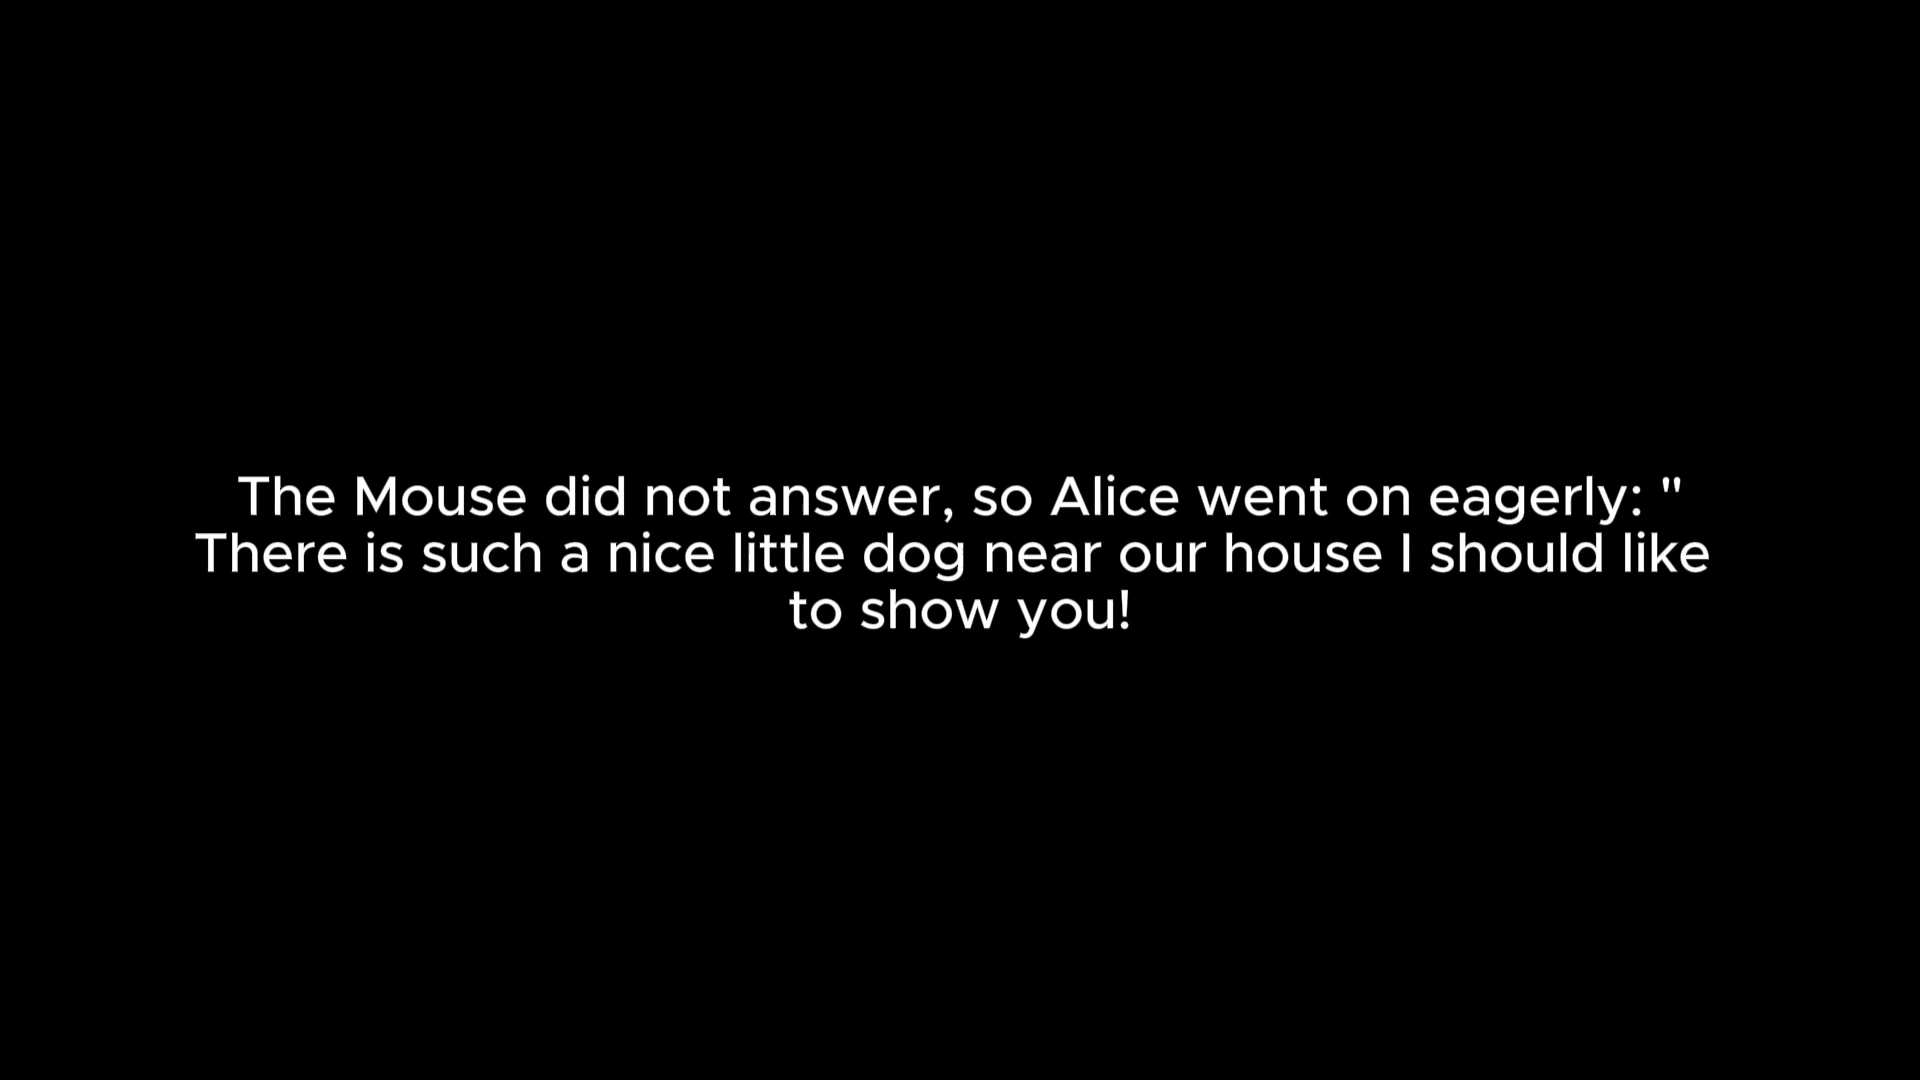 The Mouse did not answer, so Alice went on eagerly: "
There is such a nice little dog near our house I should like
to show you!